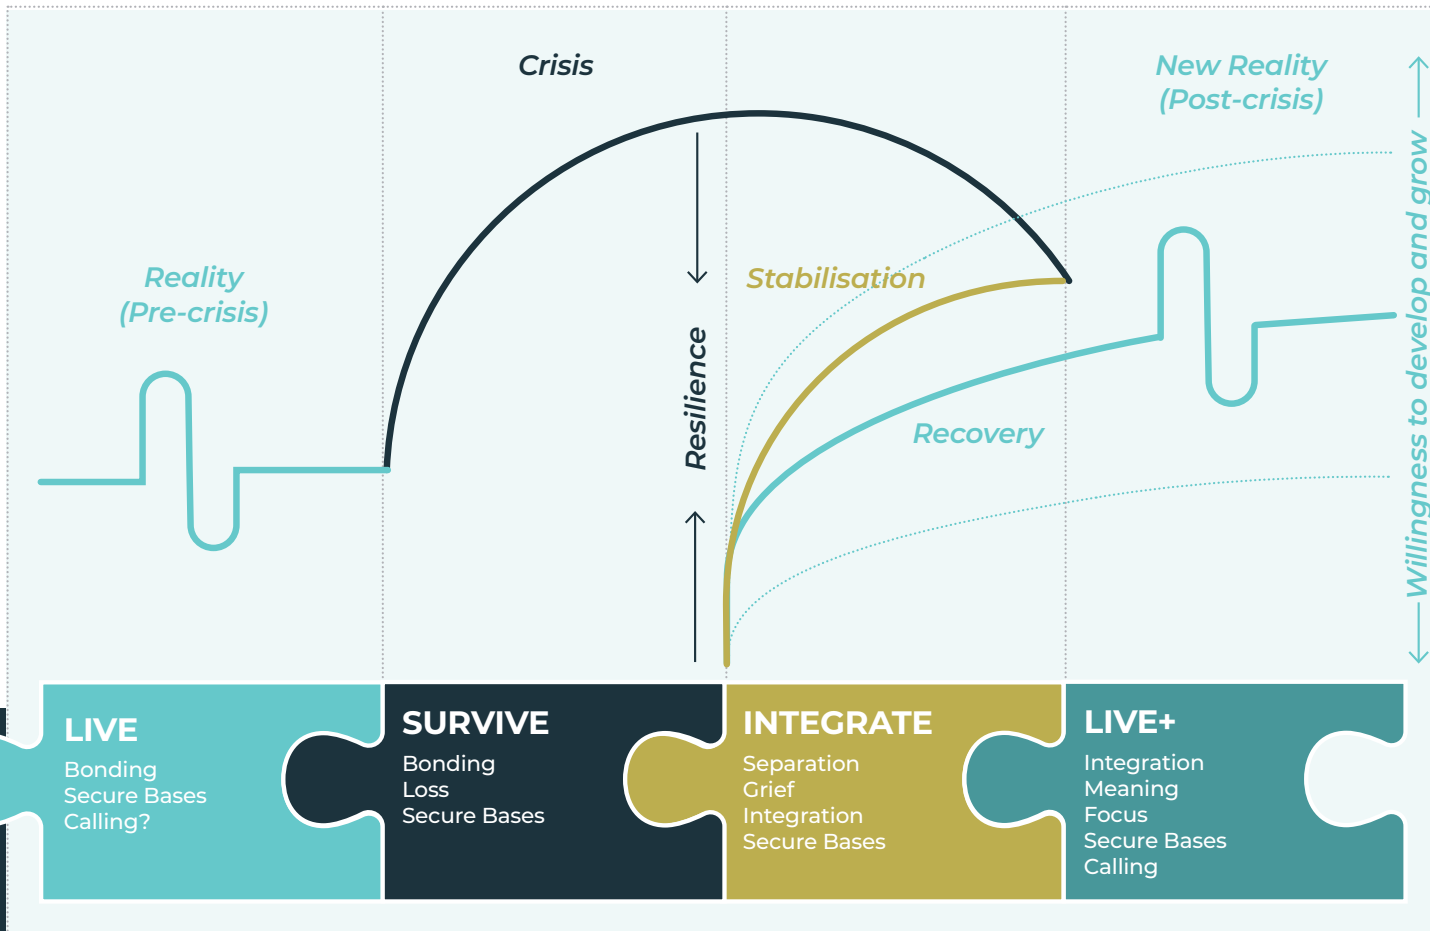 Crisis
New Reality
(Post-crisis)
Reality
(Pre-crisis)
Stabilisation
Resilience
Recovery
Willingness to develop and grow
LIVE
Bonding
Secure Bases
Calling?
SURVIVE
Bonding
Loss
Secure Bases
INTEGRATE
Separation
Grief
Integration
Secure Bases
LIVE+
Integration
Meaning
Focus
Secure Bases
Calling